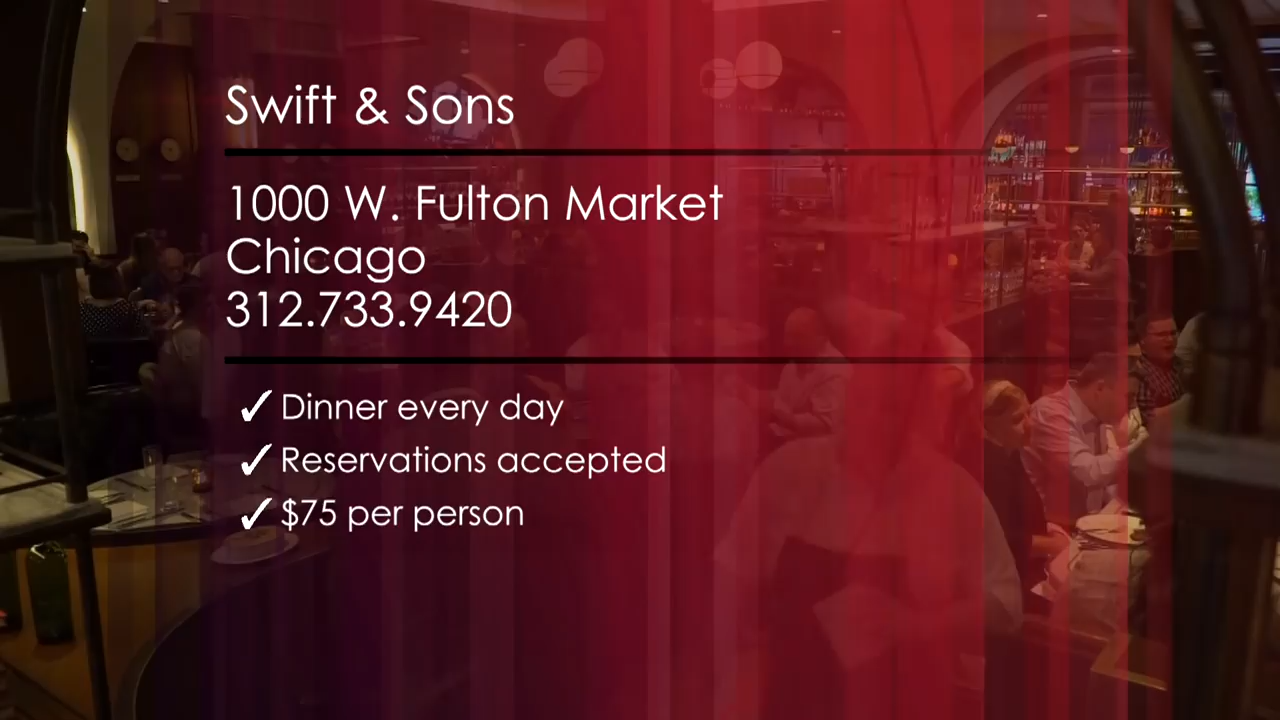 Swift & Sons
1000 W. Fulton Market
Chicago
312.733.9420
✓ Dinner every day
✓ Reservations accepted
✓ $75 per person